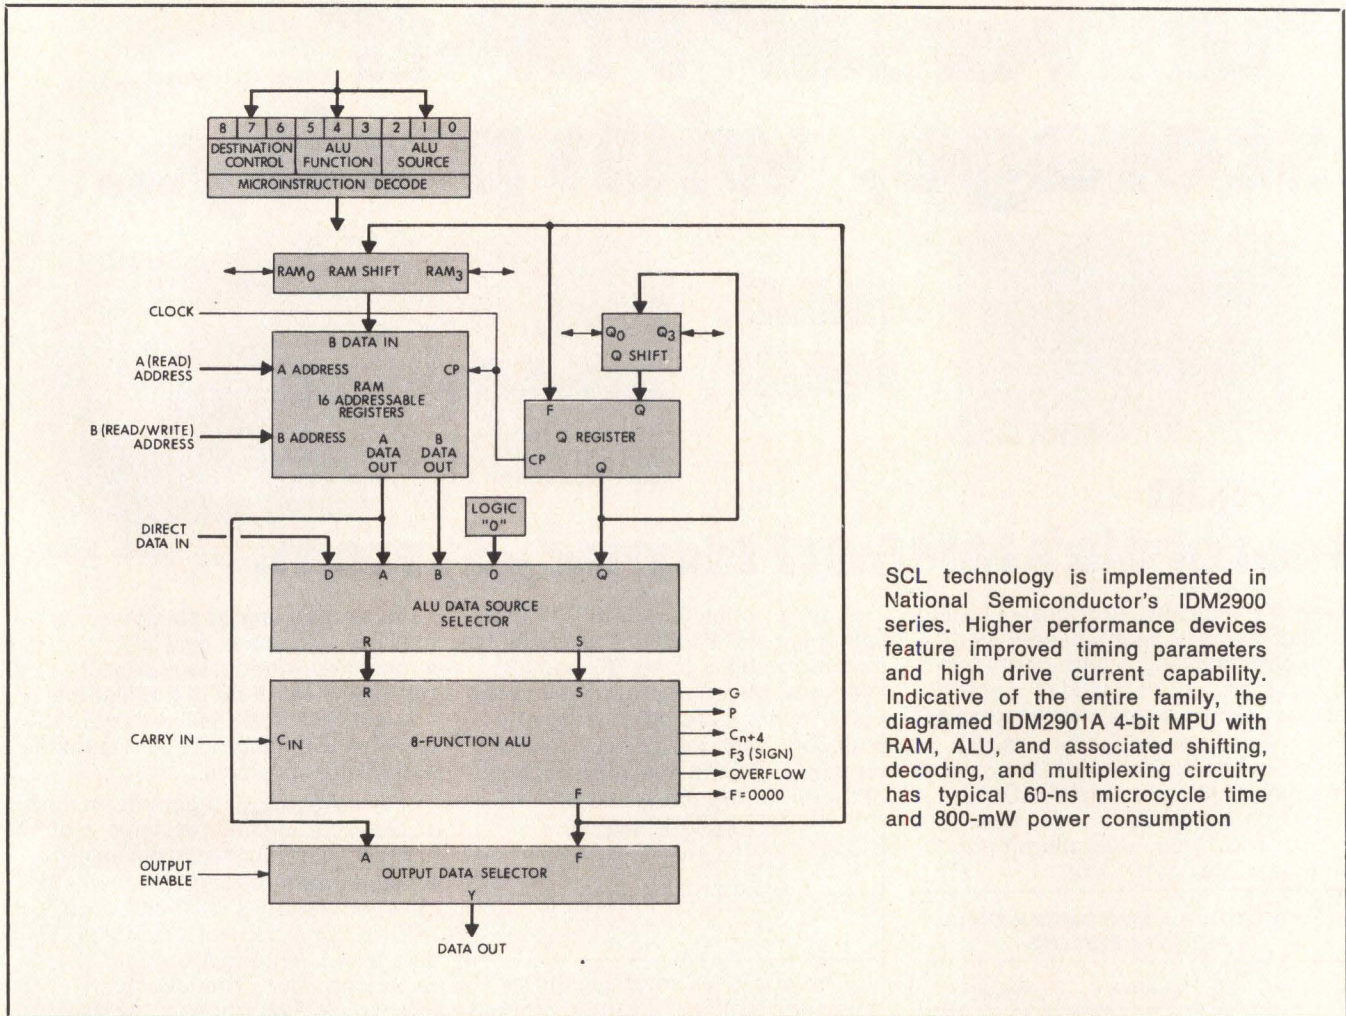 8 7 6 5 4 3 2 1 0
DESTINATION CONTROL
ALU FUNCTION
ALU SOURCE
MICROINSTRUCTION DECODE
RAM0 RAM SHIFT RAM3
CLOCK
B DATA IN
A (READ)
ADDRESS
A ADDRESS
CP
RAM
16 ADDRESSABLE
REGISTERS
B (READ/WRITE)
ADDRESS
B ADDRESS
A
DATA
OUT
B
DATA
OUT
Q0 Q3
Q SHIFT
F Q
Q REGISTER
CP
Q
LOGIC
"0"
DIRECT
DATA IN
D A B 0 Q
ALU DATA SOURCE
SELECTOR
R S
R S
CARRY IN
CIN
8-FUNCTION ALU
G
P
Cn+4
F3 (SIGN)
OVERFLOW
F=0000
F
A F
OUTPUT
ENABLE
OUTPUT DATA SELECTOR
Y
DATA OUT
SCL technology is implemented in
National Semiconductor's IDM2900
series. Higher performance devices
feature improved timing parameters
and high drive current capability.
Indicative of the entire family, the
diagramed IDM2901A 4-bit MPU with
RAM, ALU, and associated shifting,
decoding, and multiplexing circuitry
has typical 60-ns microcycle time
and 800-mW power consumption